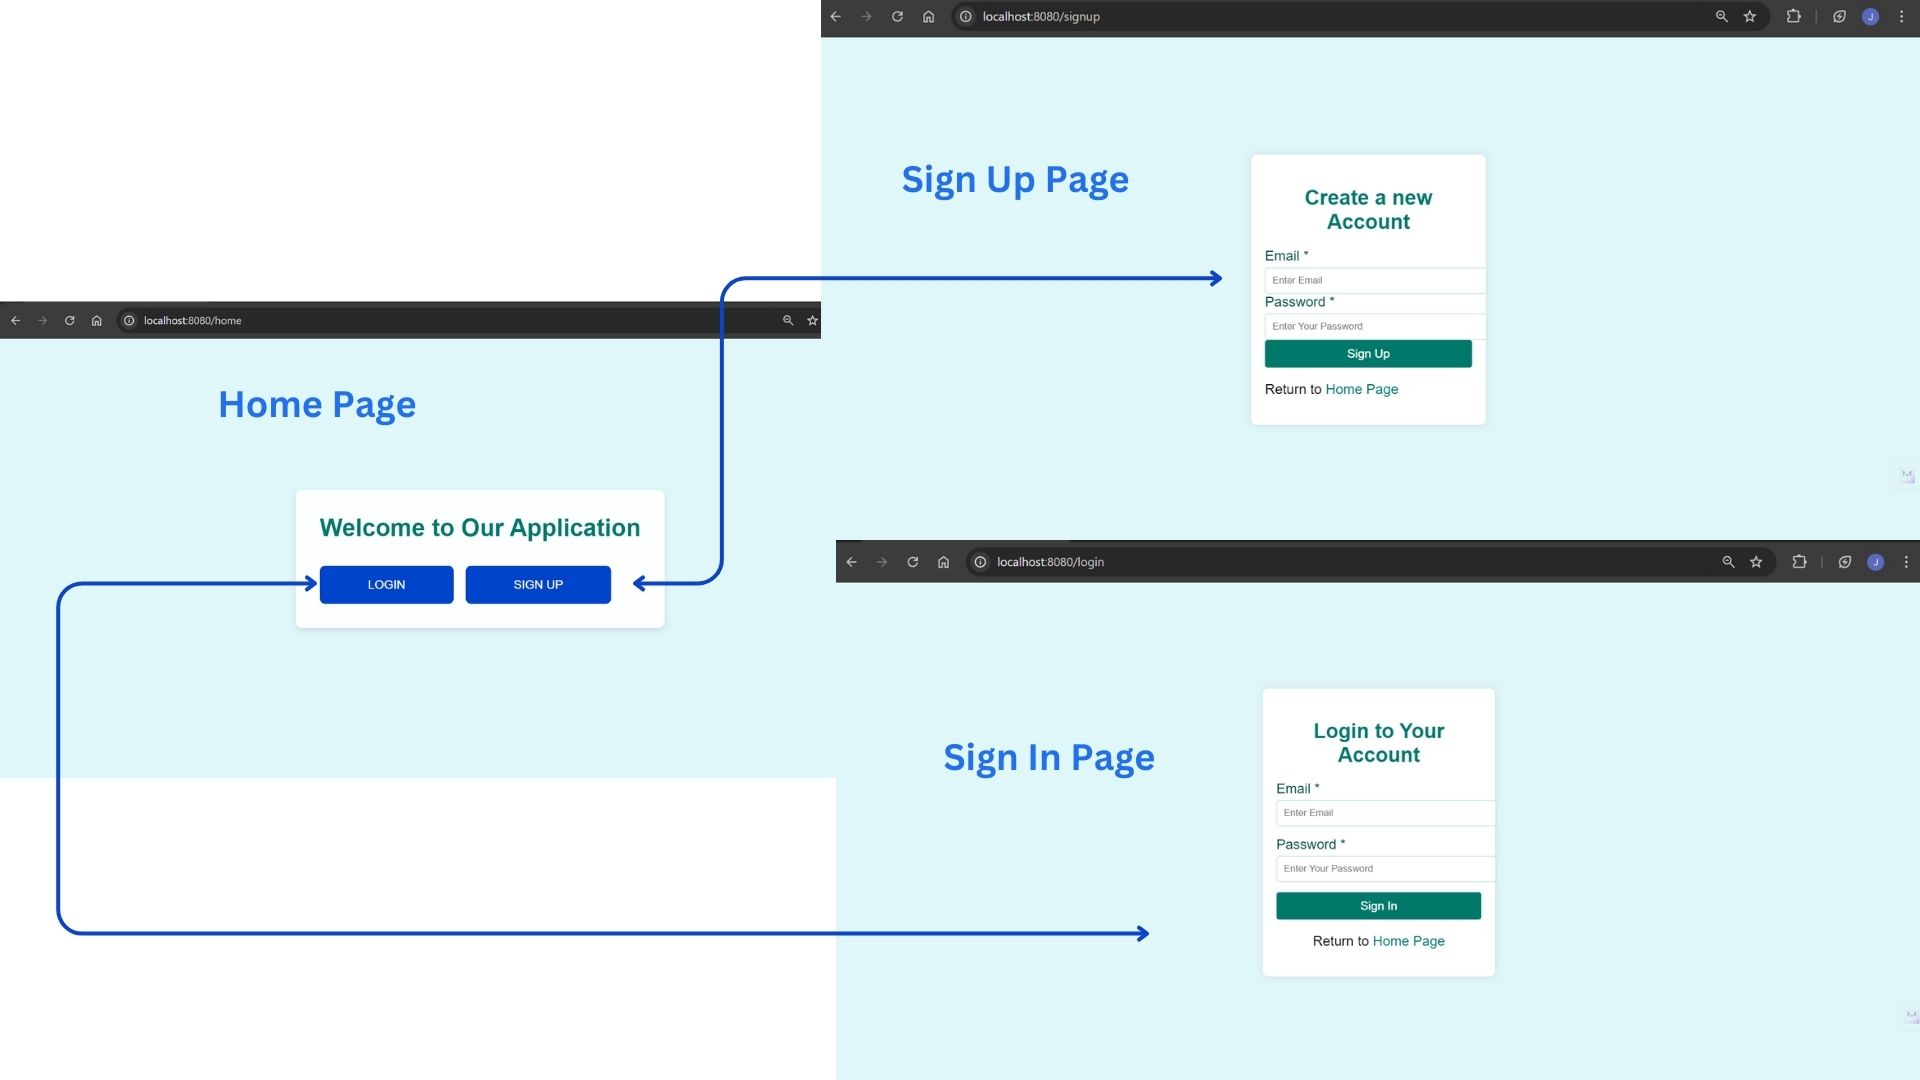 localhost:8080/home
Home Page
Welcome to Our Application
LOGIN
SIGN UP
localhost:8080/signup
J
Sign Up Page
Create a new
Account
Email *
Enter Email
Password *
Enter Your Password
Sign Up
Return to Home Page
localhost:8080/login
J
Sign In Page
Login to Your
Account
Email *
Enter Email
Password *
Enter Your Password
Sign In
Return to Home Page